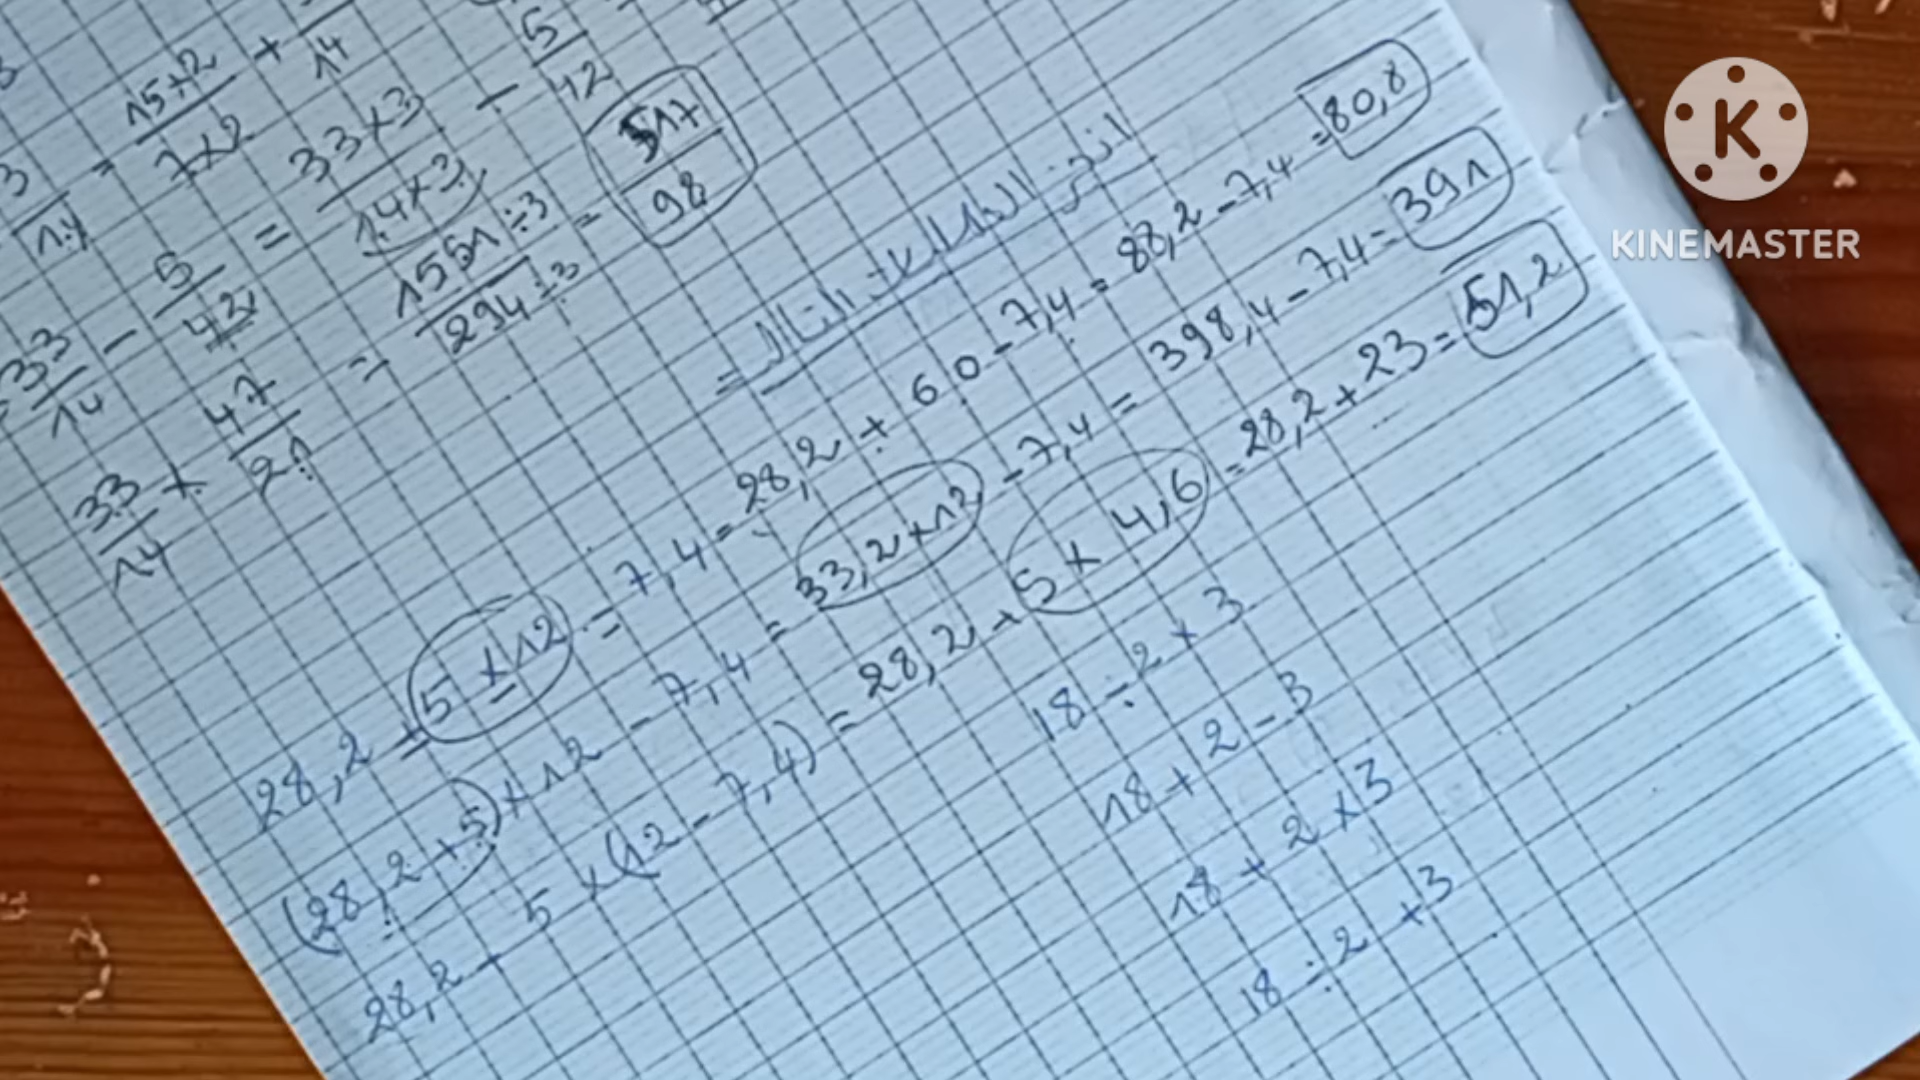 3/14 = 15×2/7×2 + /14
33/14 - 5/42 = 33×3/14×3 - 5/42
33/14 × 47/21 = 1551÷3/294÷3 = 517/98
28,2 + 5 × 12 = 7,4 = 28,2 + 60 - 7,4 = 88,2 - 7,4 = 80,8
(28,2 + 5) × 12 - 7,4 = 33,2 × 12 - 7,4 = 398,4 - 7,4 = 391
28,2 + 5 × (12 - 7,4) = 28,2 + 5 × 4,6 = 28,2 + 23 = 51,2
18 ÷ 2 × 3
18 + 2 - 3
18 + 2 × 3
18 ÷ 2 + 3
KINEMASTER